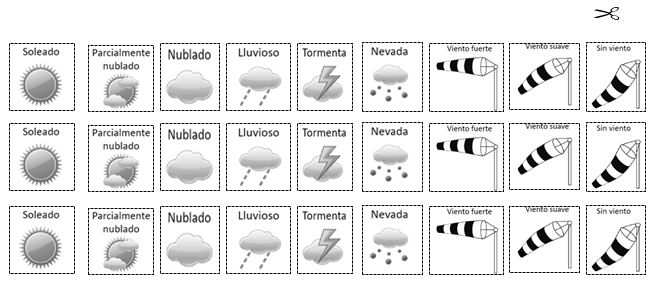 Soleado
Parcialmente
nublado
Nublado
Lluvioso
Tormenta
Nevada
Viento fuerte
Viento suave
Sin viento
Soleado
Parcialmente
nublado
Nublado
Lluvioso
Tormenta
Nevada
Viento fuerte
Viento suave
Sin viento
Soleado
Parcialmente
nublado
Nublado
Lluvioso
Tormenta
Nevada
Viento fuerte
Viento suave
Sin viento